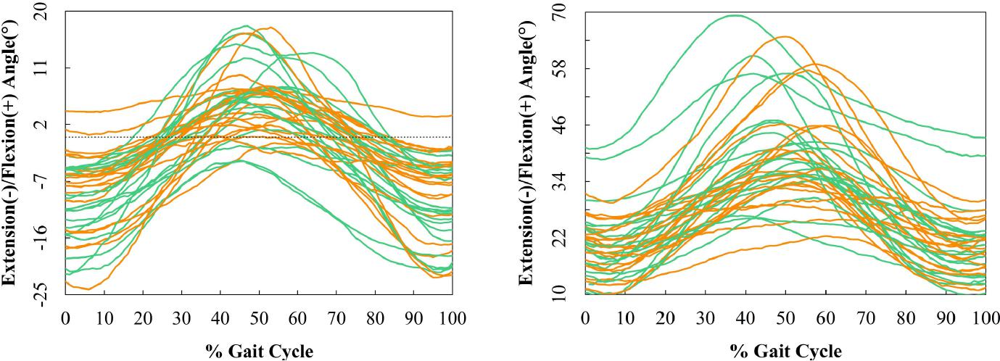 Extension(-)/Flexion(+) Angle(°)
20
11
2
-7
-16
-25
0 10 20 30 40 50 60 70 80 90 100
% Gait Cycle
Extension(-)/Flexion(+) Angle(°)
70
58
46
34
22
10
0 10 20 30 40 50 60 70 80 90 100
% Gait Cycle